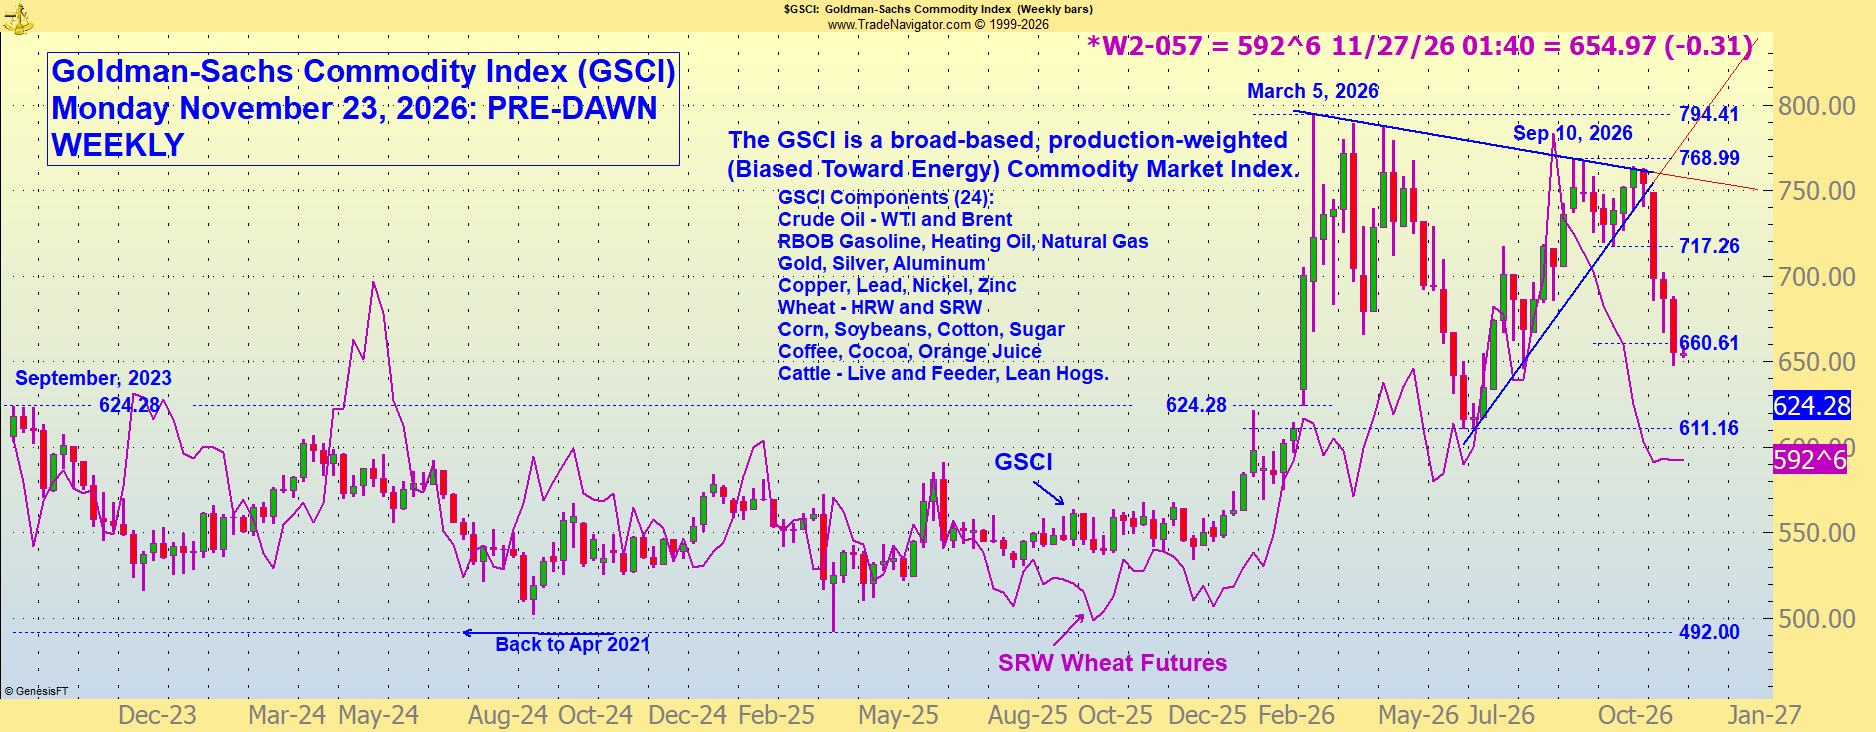 $GSCI: Goldman-Sachs Commodity Index (Weekly bars)
www.TradeNavigator.com © 1999-2026
*W2-057 = 592^6 11/27/26 01:40 = 654.97 (-0.31)
Goldman-Sachs Commodity Index (GSCI)
Monday November 23, 2026: PRE-DAWN
WEEKLY
March 5, 2026
794.41
800.00
The GSCI is a broad-based, production-weighted
(Biased Toward Energy) Commodity Market Index.
Sep 10, 2026
768.99
GSCI Components (24):
Crude Oil - WTI and Brent
RBOB Gasoline, Heating Oil, Natural Gas
Gold, Silver, Aluminum
Copper, Lead, Nickel, Zinc
Wheat - HRW and SRW
Corn, Soybeans, Cotton, Sugar
Coffee, Cocoa, Orange Juice
Cattle - Live and Feeder, Lean Hogs.
750.00
717.26
700.00
660.61
650.00
September, 2023
624.28
624.28
624.28
611.16
600.00
592^6
GSCI
550.00
500.00
Back to Apr 2021
492.00
SRW Wheat Futures
© GenesisFT
Dec-23 Mar-24 May-24 Aug-24 Oct-24 Dec-24 Feb-25 May-25 Aug-25 Oct-25 Dec-25 Feb-26 May-26 Jul-26 Oct-26 Jan-27